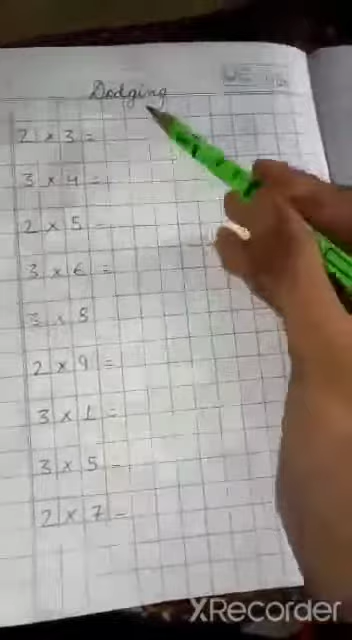 Dodging
2 x 3 =
3 x 4 =
2 x 5 =
3 x 6 =
3 x 8
2 x 9 =
3 x 1 =
3 x 5 =
2 x 7 =
XRecorder